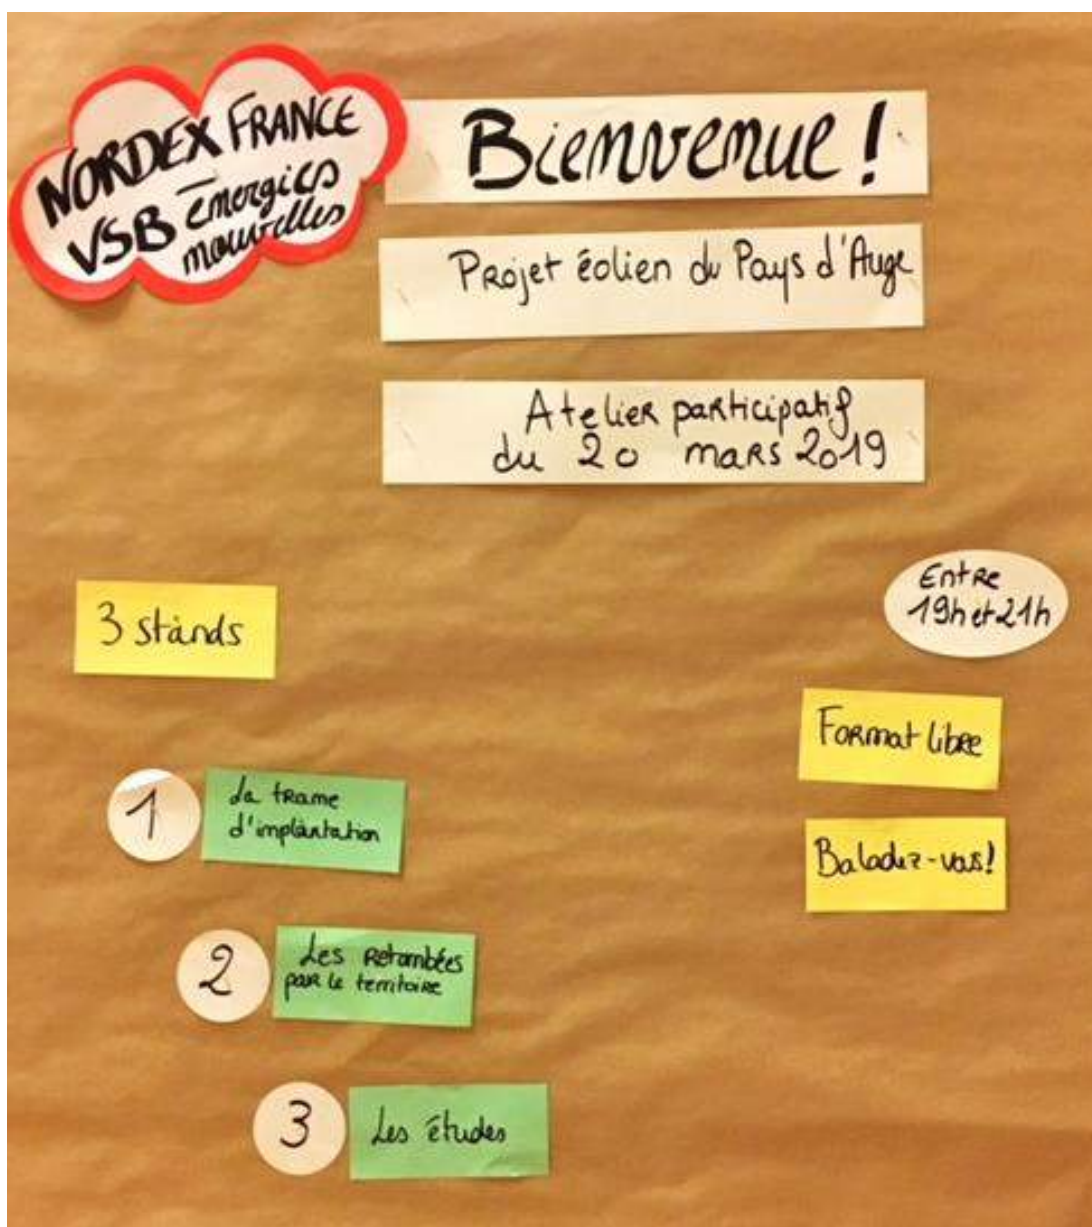 NORDEX FRANCE
VSB énergies
nouvelles
Bienvenue !
Projet éolien du Pays d'Auge
Atelier participatif
du 20 mars 2019
Entre
19h et 21h
3 stands
Format libre
Baladez-vous!
1
La trame
d'implantation
2
Les retombées
pour le territoire
3
Les études